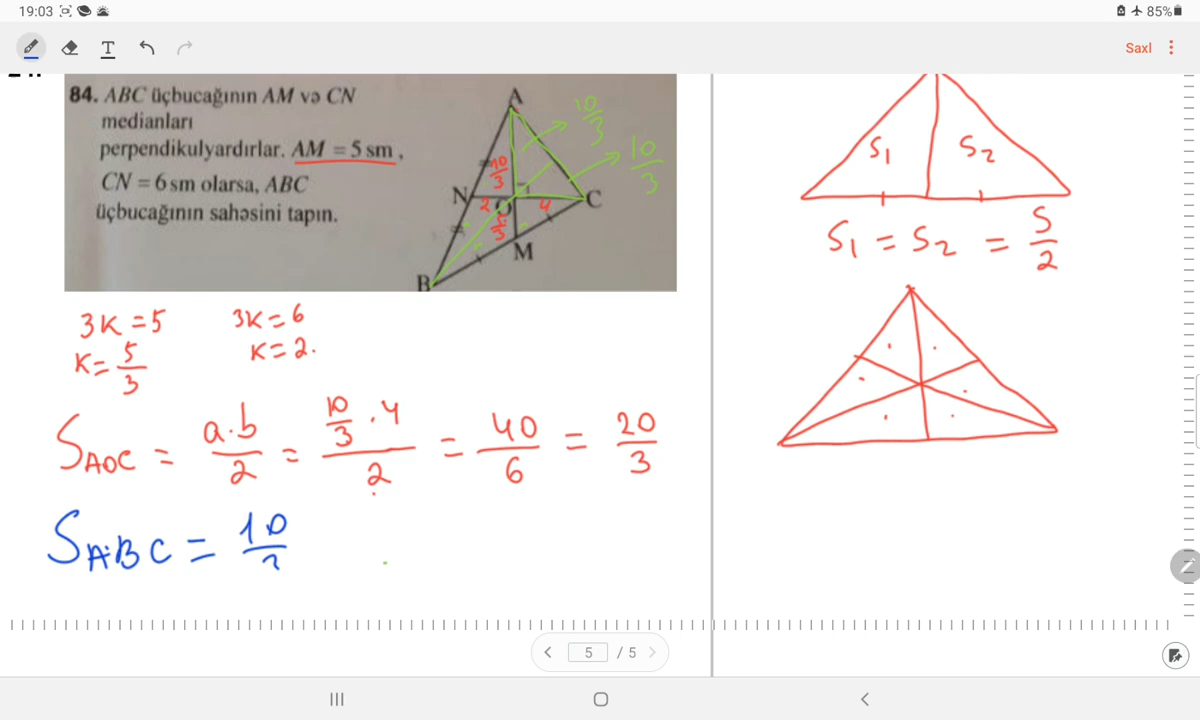 19:03
85%
T
Saxl
84. ABC üçbucağının AM və CN
medianları
perpendikulyardırlar. AM = 5 sm,
CN = 6 sm olarsa, ABC
üçbucağının sahəsini tapın.
A
10/3
10/3
10/3
N
2
O
4
C
5/3
M
B
3K = 5
K = 5/3
3K = 6
K = 2.
S_AOC = a.b/2 = 10/3 · 4/2 = 40/6 = 20/3
S_ABC = 10/3
S1
S2
S1 = S2 = S/2
5 / 5